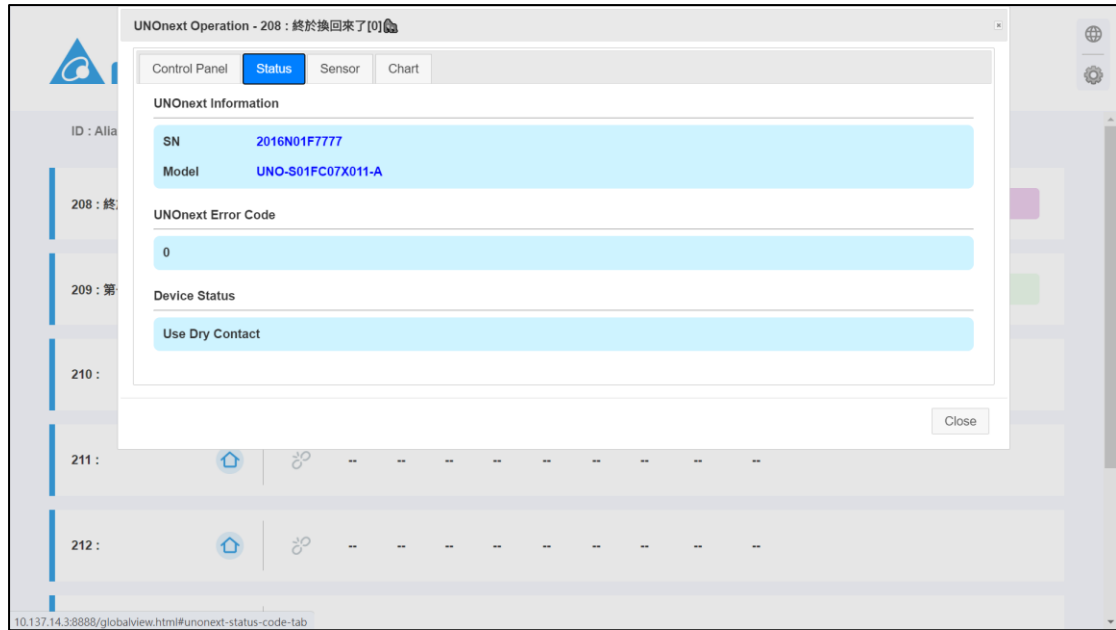 UNOnext Operation - 208 : 終於換回來了[0]
Control Panel Status Sensor Chart
UNOnext Information
ID : Alia
SN 2016N01F7777
Model UNO-S01FC07X011-A
208 : 終
UNOnext Error Code
0
209 : 第
Device Status
Use Dry Contact
210 :
Close
211 : -- -- -- -- -- -- -- -- --
212 : -- -- -- -- -- -- -- -- --
10.137.14.3:8888/globalview.html#unonext-status-code-tab